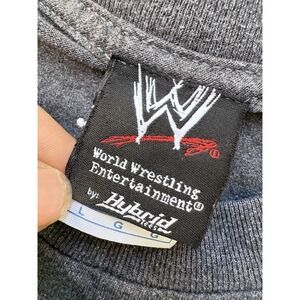 W®
World Wrestling
Entertainment®
by: Hybrid
L G G